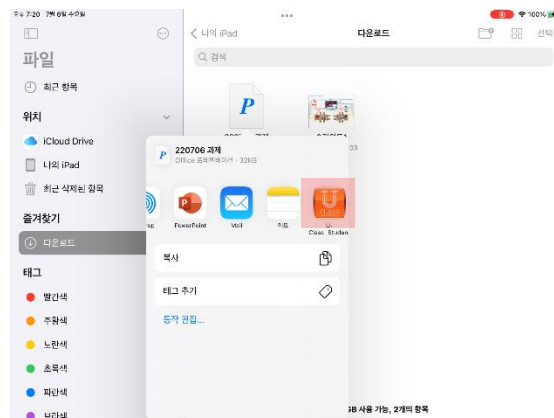 오후 7:20 7월 6일 수요일
100%
나의 iPad
다운로드
선택
파일
검색
최근 항목
위치
iCloud Drive
나의 iPad
최근 삭제된 항목
즐겨찾기
다운로드
태그
빨간색
주황색
노란색
초록색
파란색
보라색
220706 과제
Office 프레젠테이션 · 32KB
PowerPoint
Mail
U CLASS
U-Class Studen
복사
태그 추가
동작 편집...
GB 사용 가능, 2개의 항목